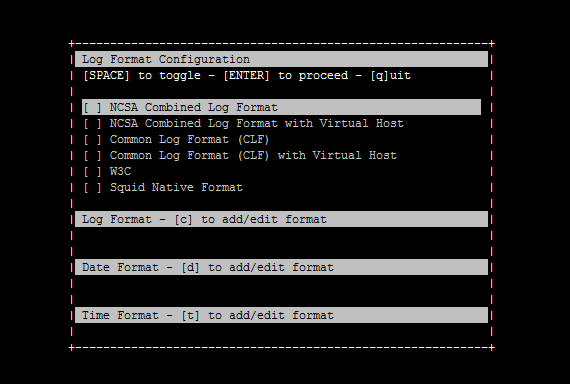 Log Format Configuration
[SPACE] to toggle - [ENTER] to proceed - [q]uit
[ ] NCSA Combined Log Format
[ ] NCSA Combined Log Format with Virtual Host
[ ] Common Log Format (CLF)
[ ] Common Log Format (CLF) with Virtual Host
[ ] W3C
[ ] Squid Native Format
Log Format - [c] to add/edit format
Date Format - [d] to add/edit format
Time Format - [t] to add/edit format